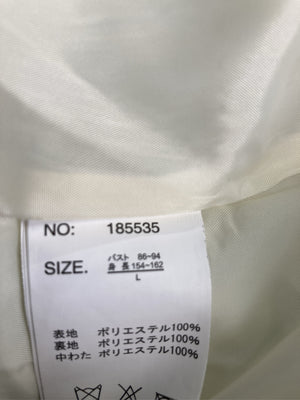 NO: 185535
SIZE. バスト 86-94
身長 154-162
L
表地 ポリエステル100%
裏地 ポリエステル100%
中わた ポリエステル100%